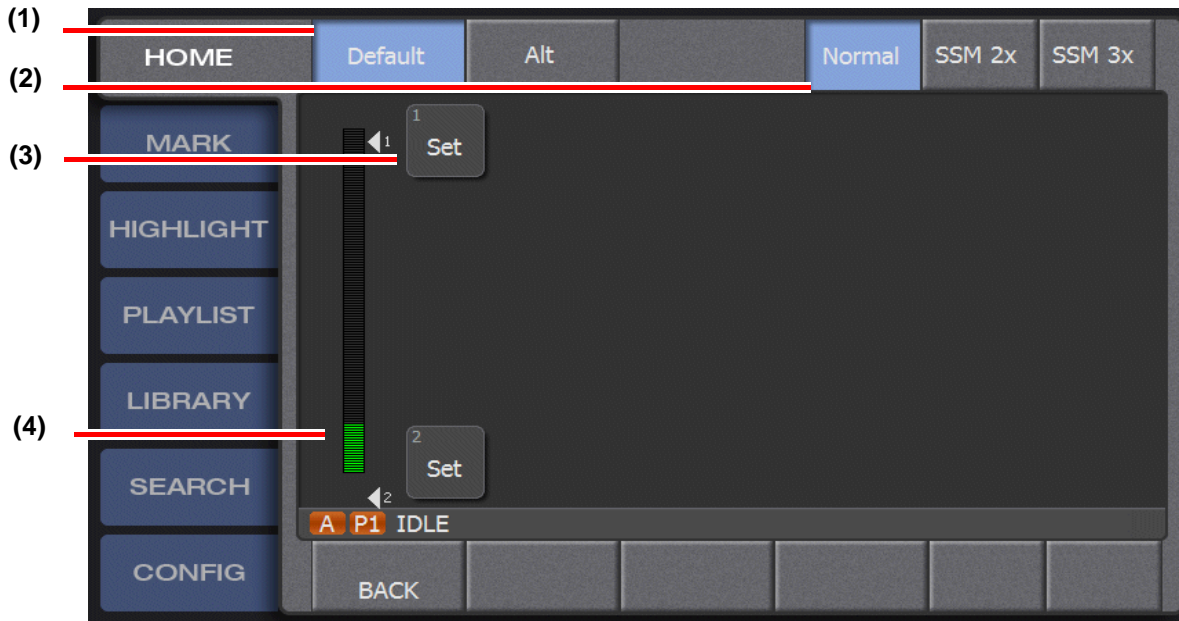 (1)
HOME Default Alt Normal SSM 2x SSM 3x
(2)
MARK 1 1 Set
(3)
HIGHLIGHT
PLAYLIST
LIBRARY
(4)
2 Set
SEARCH 2
A P1 IDLE
CONFIG BACK